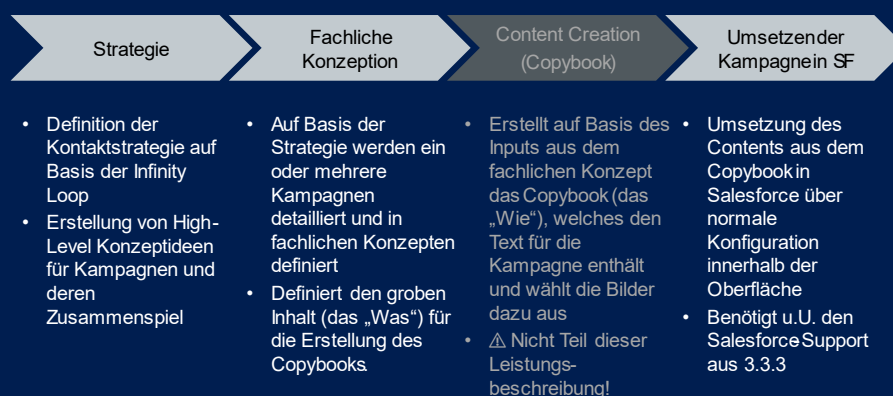 Strategie
Fachliche
Konzeption
Content Creation
(Copybook)
Umsetzender
Kampagnein SF
• Definition der
Kontaktstrategie auf
Basis der Infinity
Loop
• Erstellung von High-
Level Konzeptideen
für Kampagnen und
deren
Zusammenspiel
• Auf Basis der
Strategie werden ein
oder mehrere
Kampagnen
detailliert und in
fachlichen Konzepten
definiert
• Definiert den groben
Inhalt (das „Was“) für
die Erstellung des
Copybooks.
• Erstellt auf Basis des
Inputs aus dem
fachlichen Konzept
das Copybook (das
„Wie“), welches den
Text für die
Kampagne enthält
und wählt die Bilder
dazu aus
• ⚠ Nicht Teil dieser
Leistungs-
beschreibung!
• Umsetzung des
Contents aus dem
Copybook in
Salesforce über
normale
Konfiguration
innerhalb der
Oberfläche
• Benötigt u.U. den
Salesforce-Support
aus 3.3.3